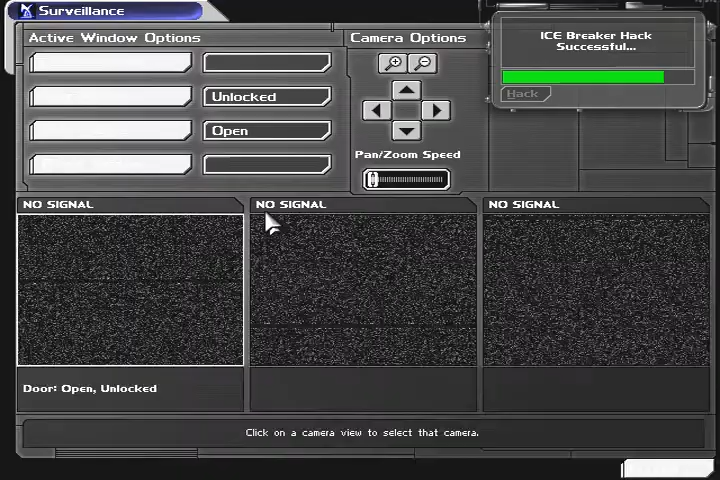 Surveillance
Active Window Options
Camera Options
ICE Breaker Hack
Successful...
Hack
Unlocked
Open
Pan/Zoom Speed
NO SIGNAL
NO SIGNAL
NO SIGNAL
Door: Open, Unlocked
Click on a camera view to select that camera.